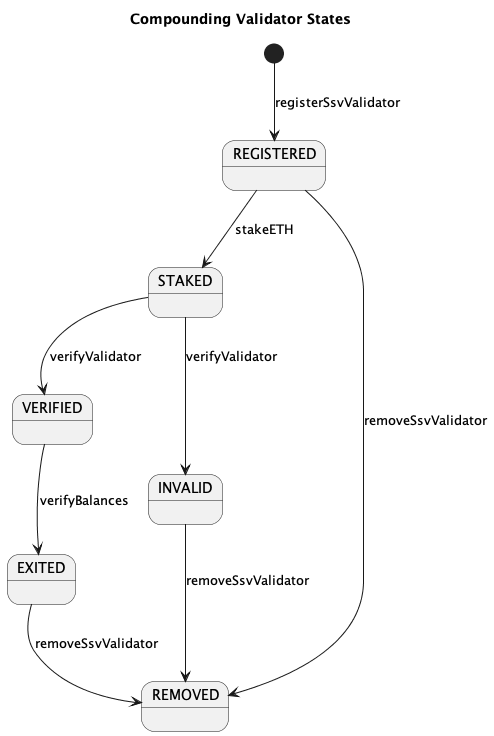 Compounding Validator States
registerSsvValidator
REGISTERED
stakeETH
STAKED
verifyValidator
verifyValidator
VERIFIED
removeSsvValidator
INVALID
verifyBalances
EXITED
removeSsvValidator
removeSsvValidator
REMOVED